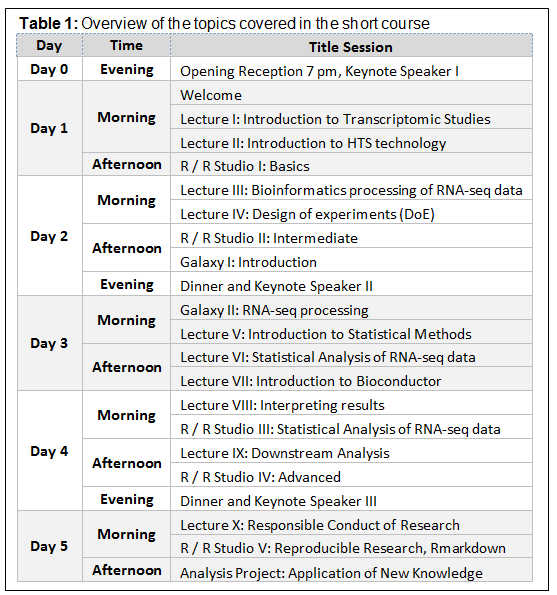 Table 1: Overview of the topics covered in the short course
Day Time Title Session
Day 0 Evening Opening Reception 7 pm, Keynote Speaker I
Day 1 Morning Welcome
Lecture I: Introduction to Transcriptomic Studies
Lecture II: Introduction to HTS technology
Afternoon R / R Studio I: Basics
Day 2 Morning Lecture III: Bioinformatics processing of RNA-seq data
Lecture IV: Design of experiments (DoE)
Afternoon R / R Studio II: Intermediate
Galaxy I: Introduction
Evening Dinner and Keynote Speaker II
Day 3 Morning Galaxy II: RNA-seq processing
Lecture V: Introduction to Statistical Methods
Afternoon Lecture VI: Statistical Analysis of RNA-seq data
Lecture VII: Introduction to Bioconductor
Day 4 Morning Lecture VIII: Interpreting results
R / R Studio III: Statistical Analysis of RNA-seq data
Afternoon Lecture IX: Downstream Analysis
R / R Studio IV: Advanced
Evening Dinner and Keynote Speaker III
Day 5 Morning Lecture X: Responsible Conduct of Research
R / R Studio V: Reproducible Research, Rmarkdown
Afternoon Analysis Project: Application of New Knowledge